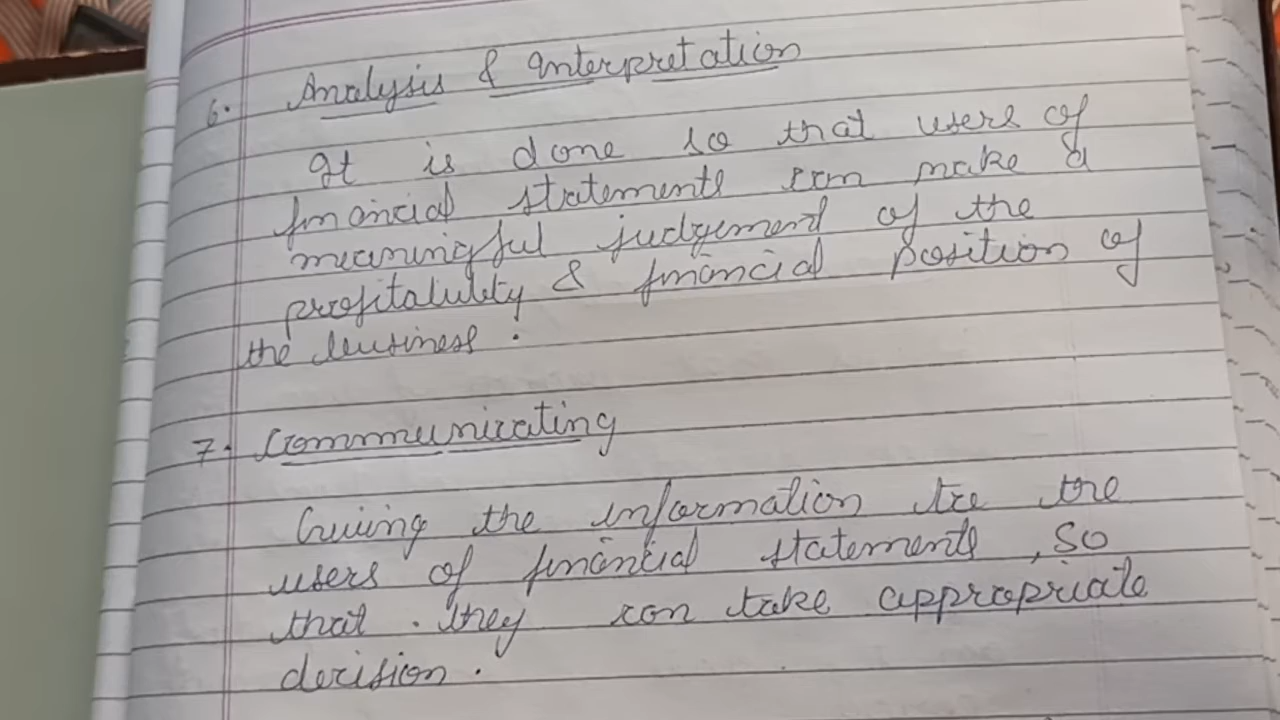 6. Analysis & Interpretation
It is done so that users of
financial statements can make a
meaningful judgement of the
profitability & financial position of
the business.
7. Communicating
Giving the information to the
users of financial statements, so
that they can take appropriate
decision.